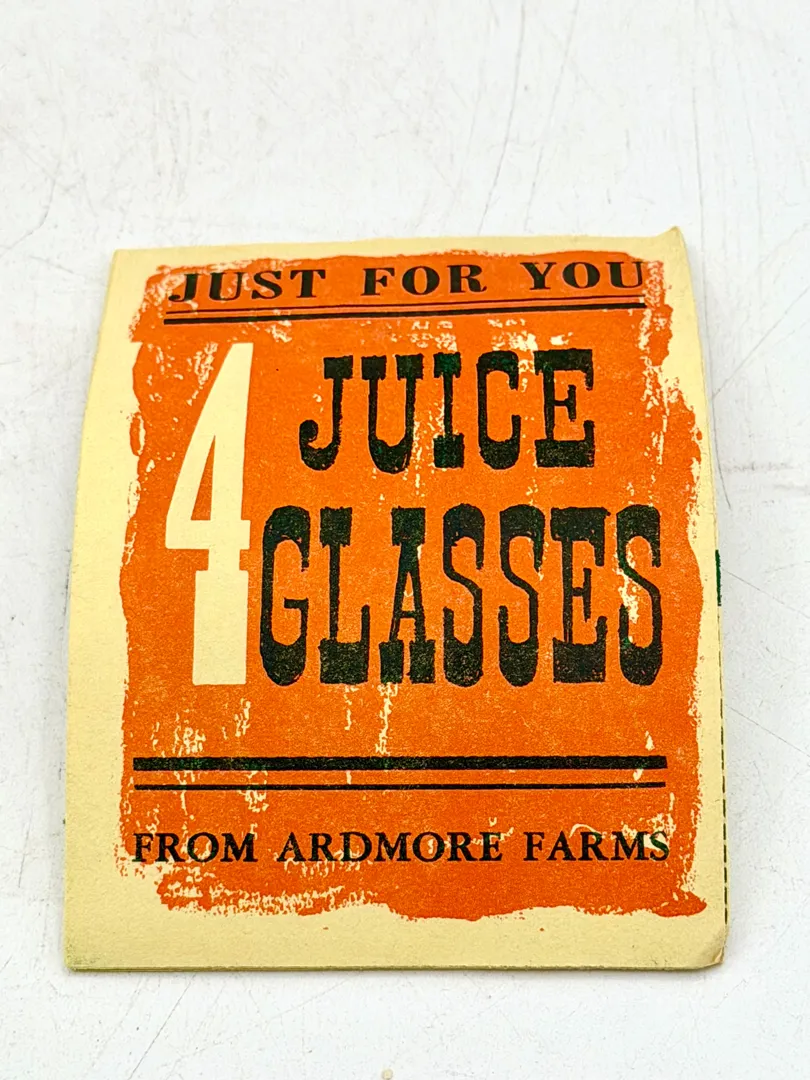 JUST FOR YOU
4 JUICE
GLASSES
FROM ARDMORE FARMS